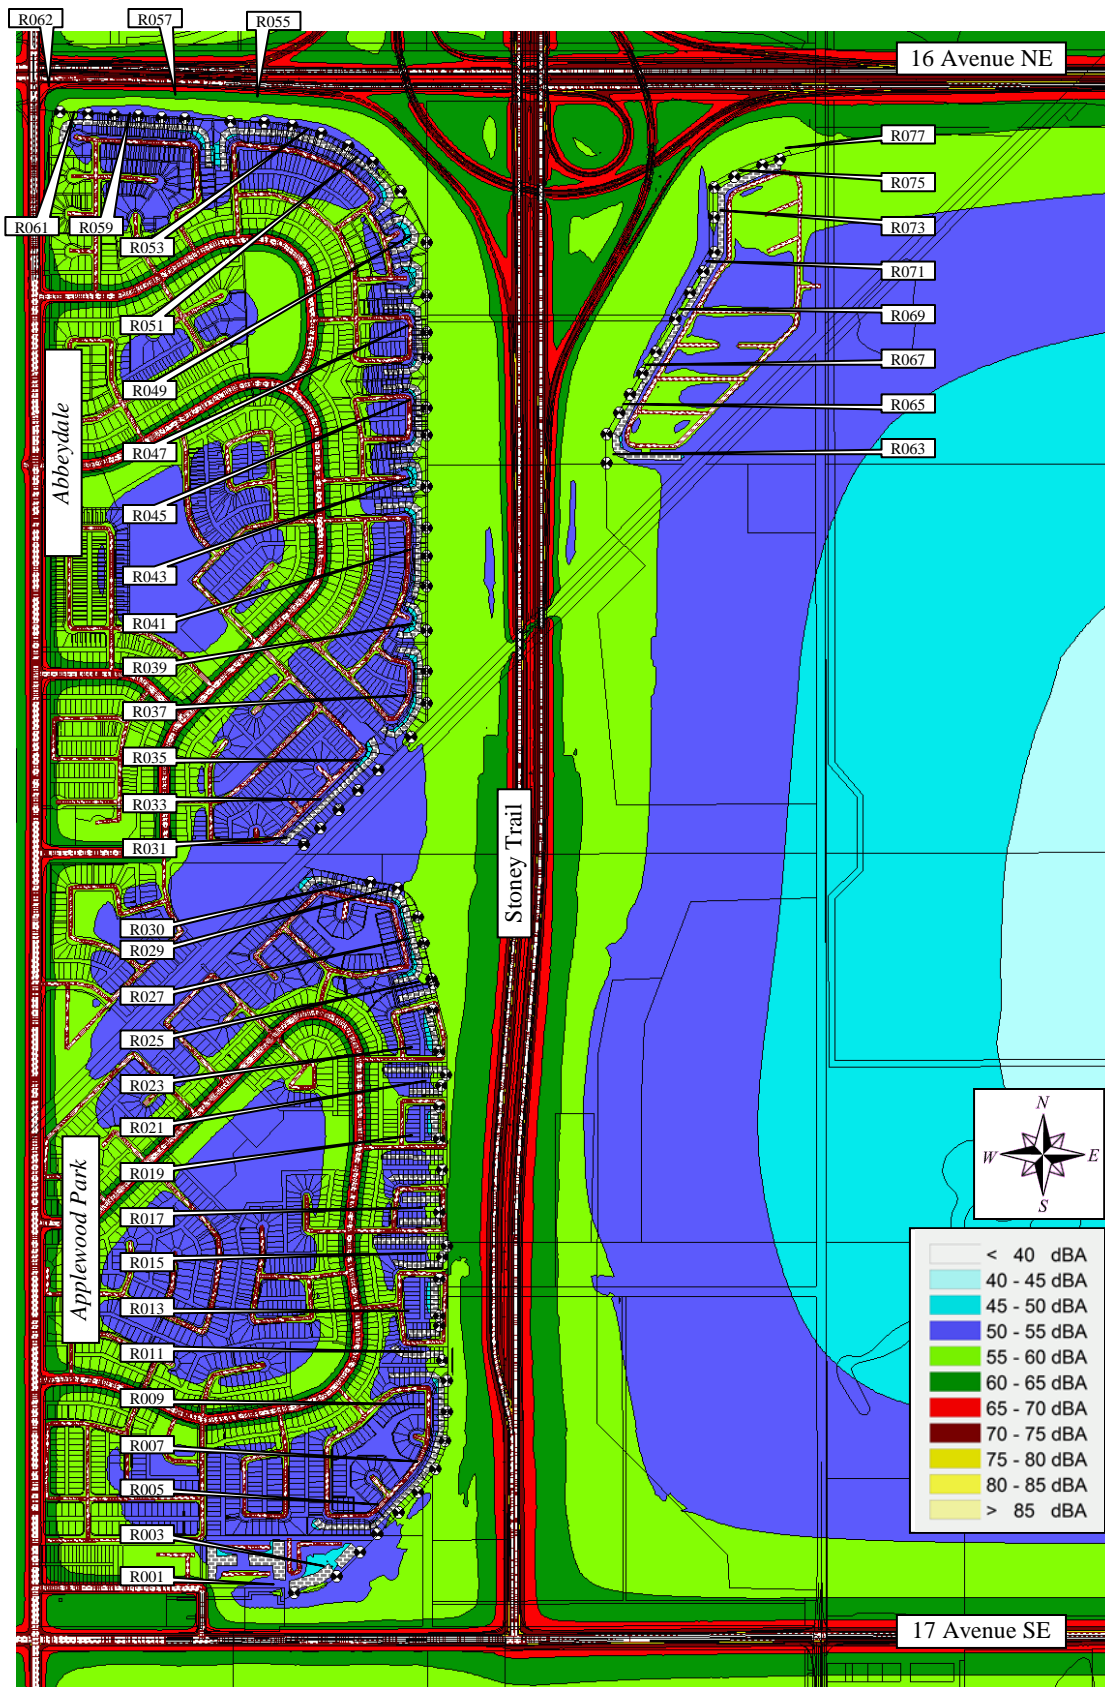 R062
R057
R055
16 Avenue NE
R077
R075
R061
R059
R053
R073
R071
R051
R069
R067
R049
R065
R047
R063
Abbeydale
R045
R043
R041
R039
R037
R035
R033
R031
Stoney Trail
R030
R029
R027
R025
R023
R021
R019
R017
R015
R013
R011
R009
R007
R005
R003
R001
Applewood Park
N
W
E
S
< 40 dBA
40 - 45 dBA
45 - 50 dBA
50 - 55 dBA
55 - 60 dBA
60 - 65 dBA
65 - 70 dBA
70 - 75 dBA
75 - 80 dBA
80 - 85 dBA
> 85 dBA
17 Avenue SE